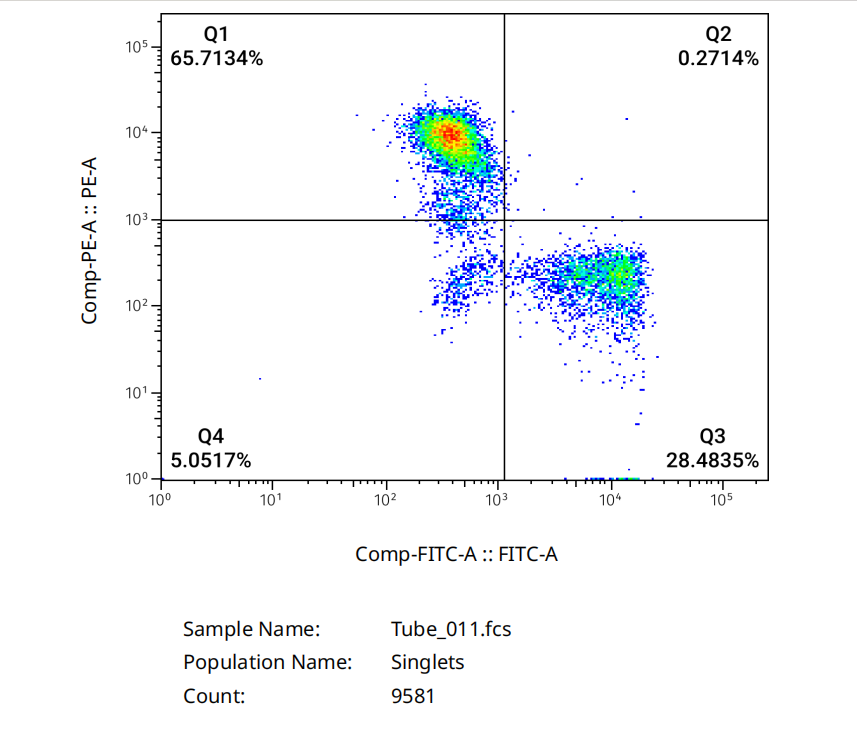 Q1
65.7134%
Q2
0.2714%
10⁵
10⁴
10³
10²
10¹
10⁰
Comp-PE-A :: PE-A
Q4
5.0517%
Q3
28.4835%
10⁰ 10¹ 10² 10³ 10⁴ 10⁵
Comp-FITC-A :: FITC-A
Sample Name: Tube_011.fcs
Population Name: Singlets
Count: 9581